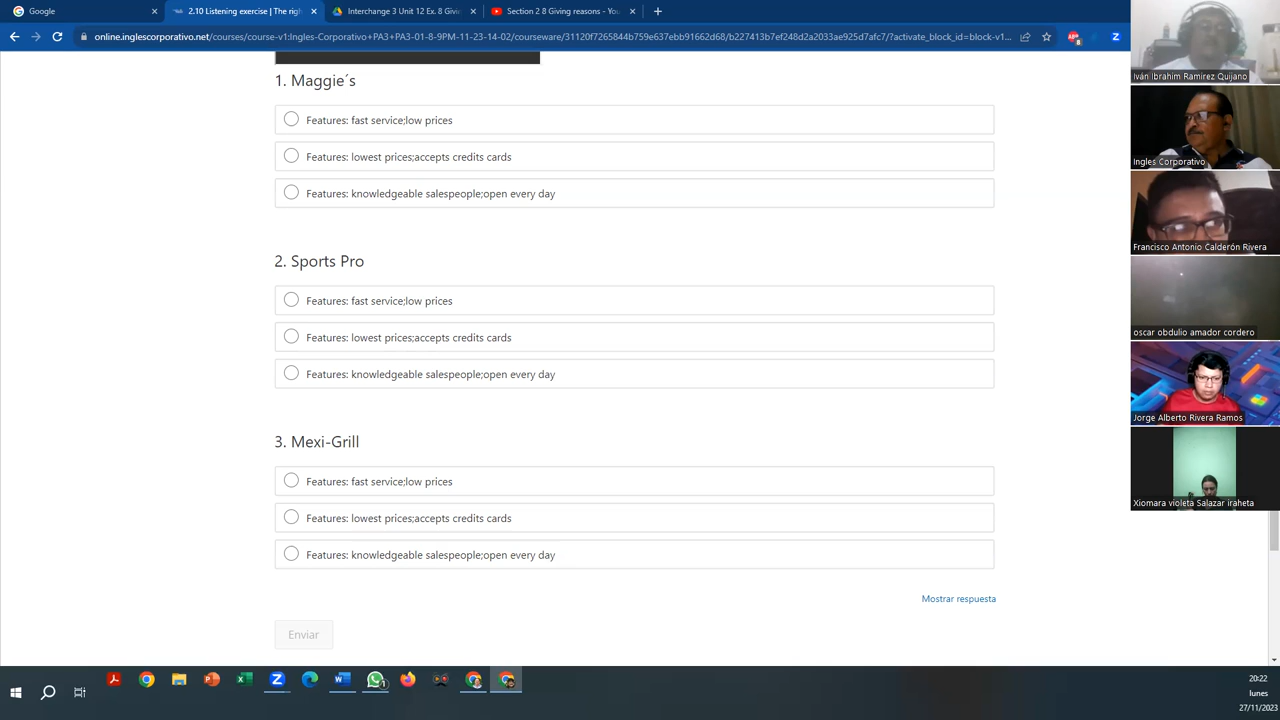 Google
2.10 Listening exercise | The righ
Interchange 3 Unit 12 Ex. 8 Givin
Section 2 8 Giving reasons - You
online.inglescorporativo.net/courses/course-v1:Ingles-Corporativo+PA3+PA3-01-8-9PM-11-23-14-02/courseware/31120f7265844b759e637ebb91662d68/b227413b7ef248d2a2033ae925d7afc7/?activate_block_id=block-v1...
1. Maggie´s
Features: fast service;low prices
Features: lowest prices;accepts credits cards
Features: knowledgeable salespeople;open every day
2. Sports Pro
Features: fast service;low prices
Features: lowest prices;accepts credits cards
Features: knowledgeable salespeople;open every day
3. Mexi-Grill
Features: fast service;low prices
Features: lowest prices;accepts credits cards
Features: knowledgeable salespeople;open every day
Mostrar respuesta
Enviar
Iván Ibrahim Ramirez Quijano
Ingles Corporativo
Francisco Antonio Calderón Rivera
oscar obdulio amador cordero
Jorge Alberto Rivera Ramos
Xiomara violeta Salazar iraheta
20:22
lunes
27/11/2023